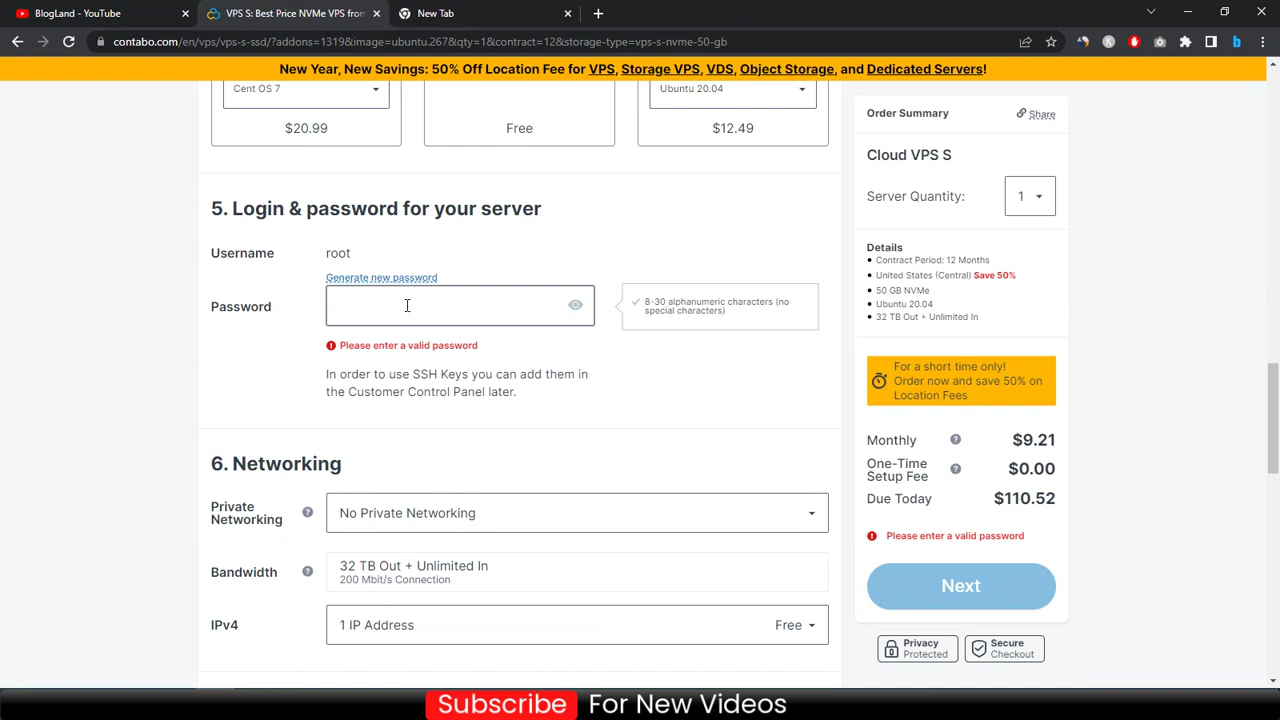 BlogLand - YouTube
VPS S: Best Price NVMe VPS from
New Tab
contabo.com/en/vps/vps-s-ssd/?addons=1319&image=ubuntu.267&qty=1&contract=12&storage-type=vps-s-nvme-50-gb
New Year, New Savings: 50% Off Location Fee for VPS, Storage VPS, VDS, Object Storage, and Dedicated Servers!
Cent OS 7
Ubuntu 20.04
$20.99
Free
$12.49
5. Login & password for your server
Username
root
Generate new password
Password
8-30 alphanumeric characters (no
special characters)
Please enter a valid password
In order to use SSH Keys you can add them in
the Customer Control Panel later.
6. Networking
Private
Networking
No Private Networking
Bandwidth
32 TB Out + Unlimited In
200 Mbit/s Connection
IPv4
1 IP Address
Free
Order Summary
Share
Cloud VPS S
Server Quantity:
1
Details
Contract Period: 12 Months
United States (Central) Save 50%
50 GB NVMe
Ubuntu 20.04
32 TB Out + Unlimited In
For a short time only!
Order now and save 50% on
Location Fees
Monthly
$9.21
One-Time
Setup Fee
$0.00
Due Today
$110.52
Please enter a valid password
Next
Privacy
Protected
Secure
Checkout
Subscribe For New Videos